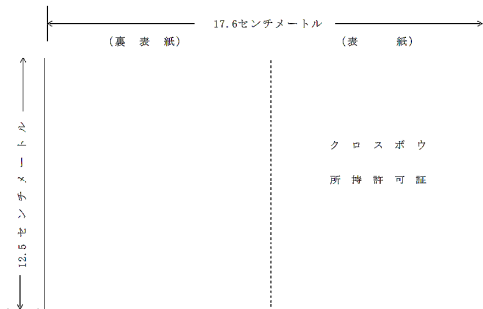 17.6センチメートル
(裏 表 紙) (表 紙)
12.5センチメートル
クロスボウ
所持許可証